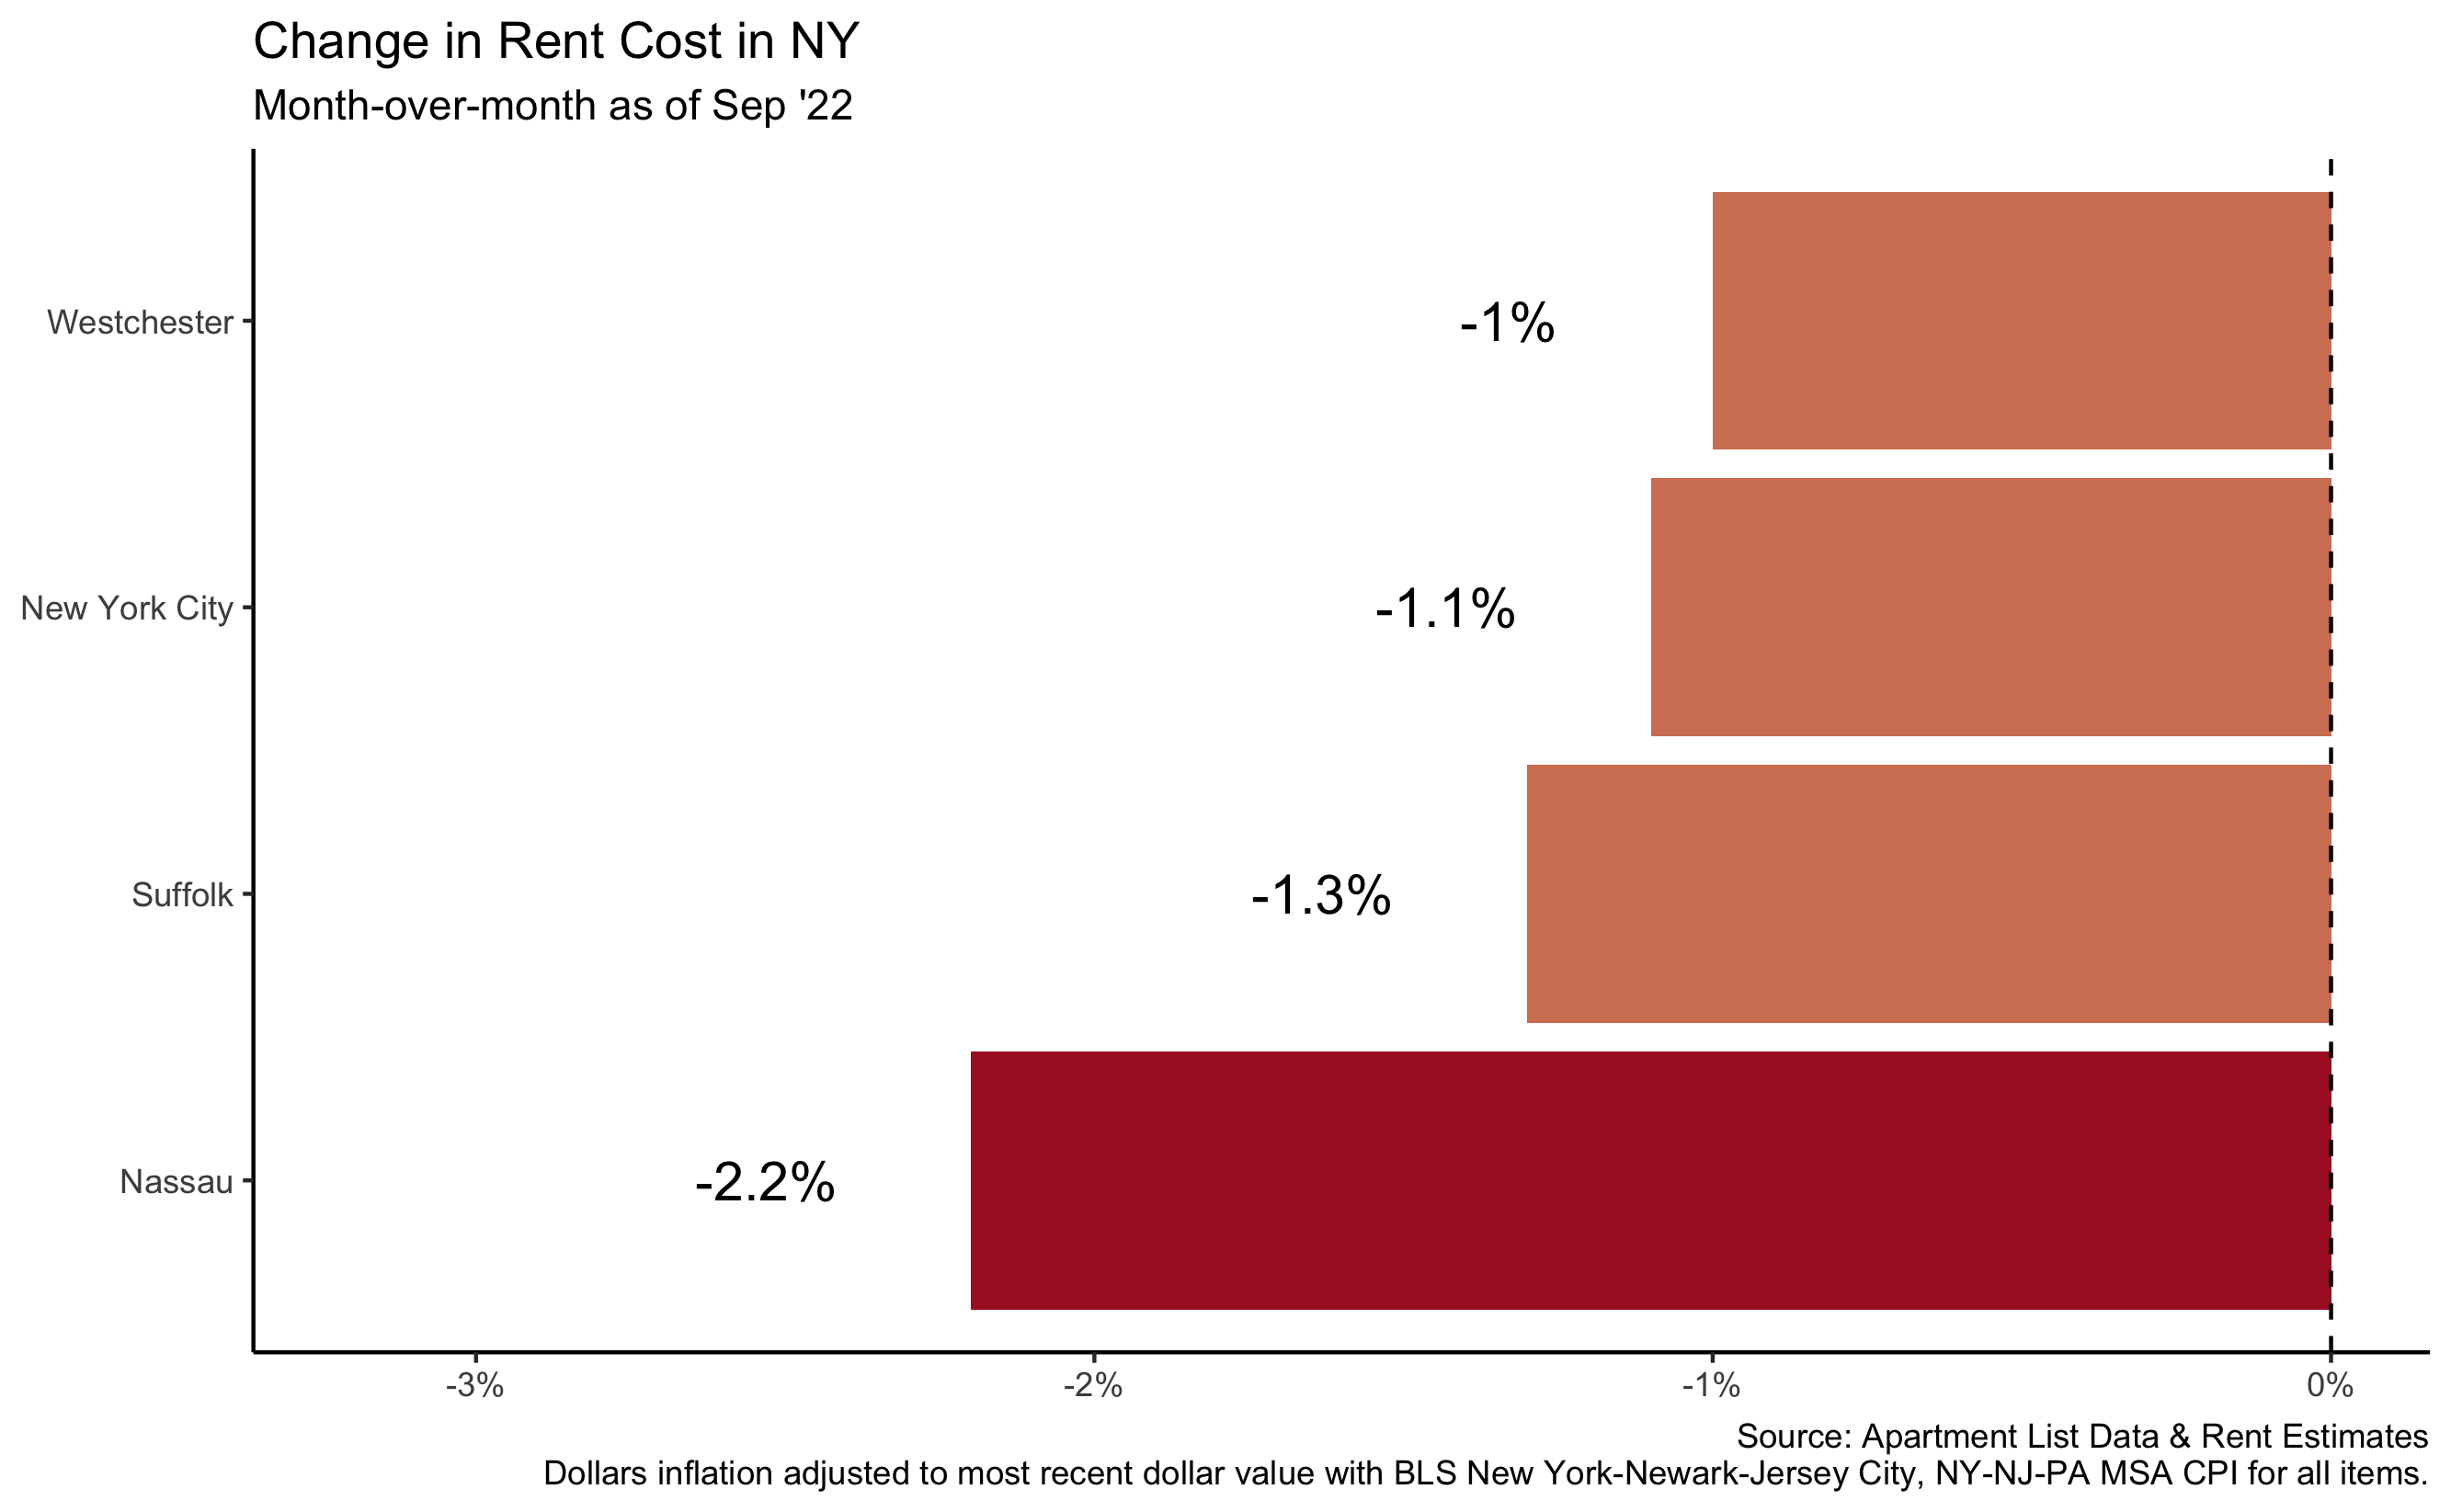 Change in Rent Cost in NY
Month-over-month as of Sep '22
Westchester
-1%
New York City
-1.1%
Suffolk
-1.3%
Nassau
-2.2%
-3%
-2%
-1%
0%
Source: Apartment List Data & Rent Estimates
Dollars inflation adjusted to most recent dollar value with BLS New York-Newark-Jersey City, NY-NJ-PA MSA CPI for all items.